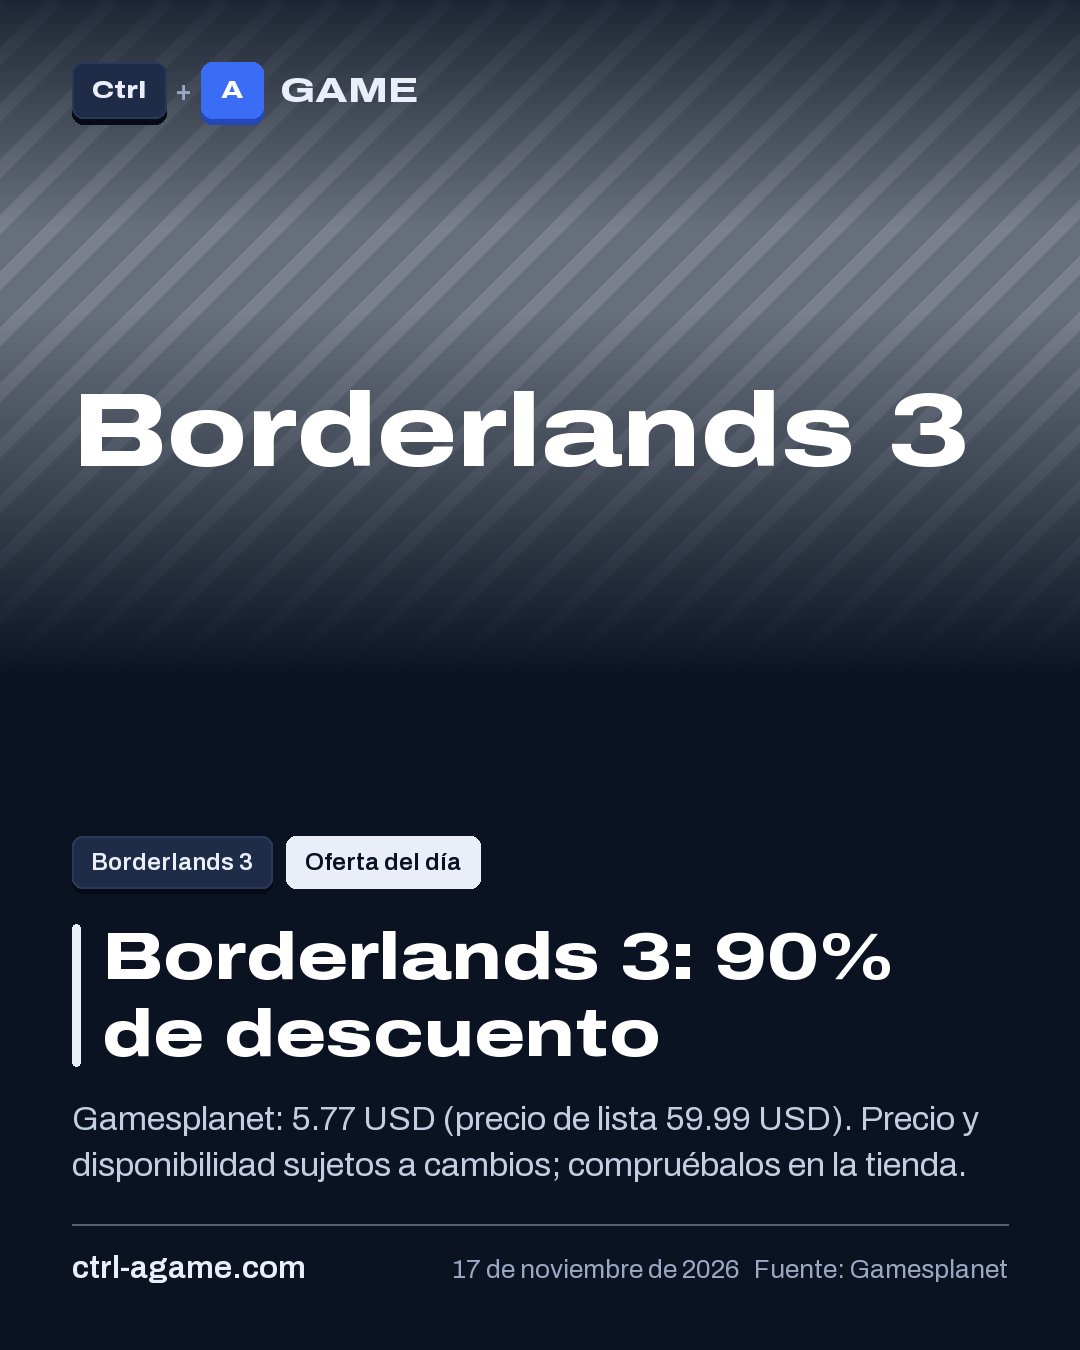 Ctrl + A GAME
Borderlands 3
Borderlands 3 Oferta del día
Borderlands 3: 90%
de descuento
Gamesplanet: 5.77 USD (precio de lista 59.99 USD). Precio y
disponibilidad sujetos a cambios; compruébalos en la tienda.
ctrl-agame.com 17 de noviembre de 2026 Fuente: Gamesplanet